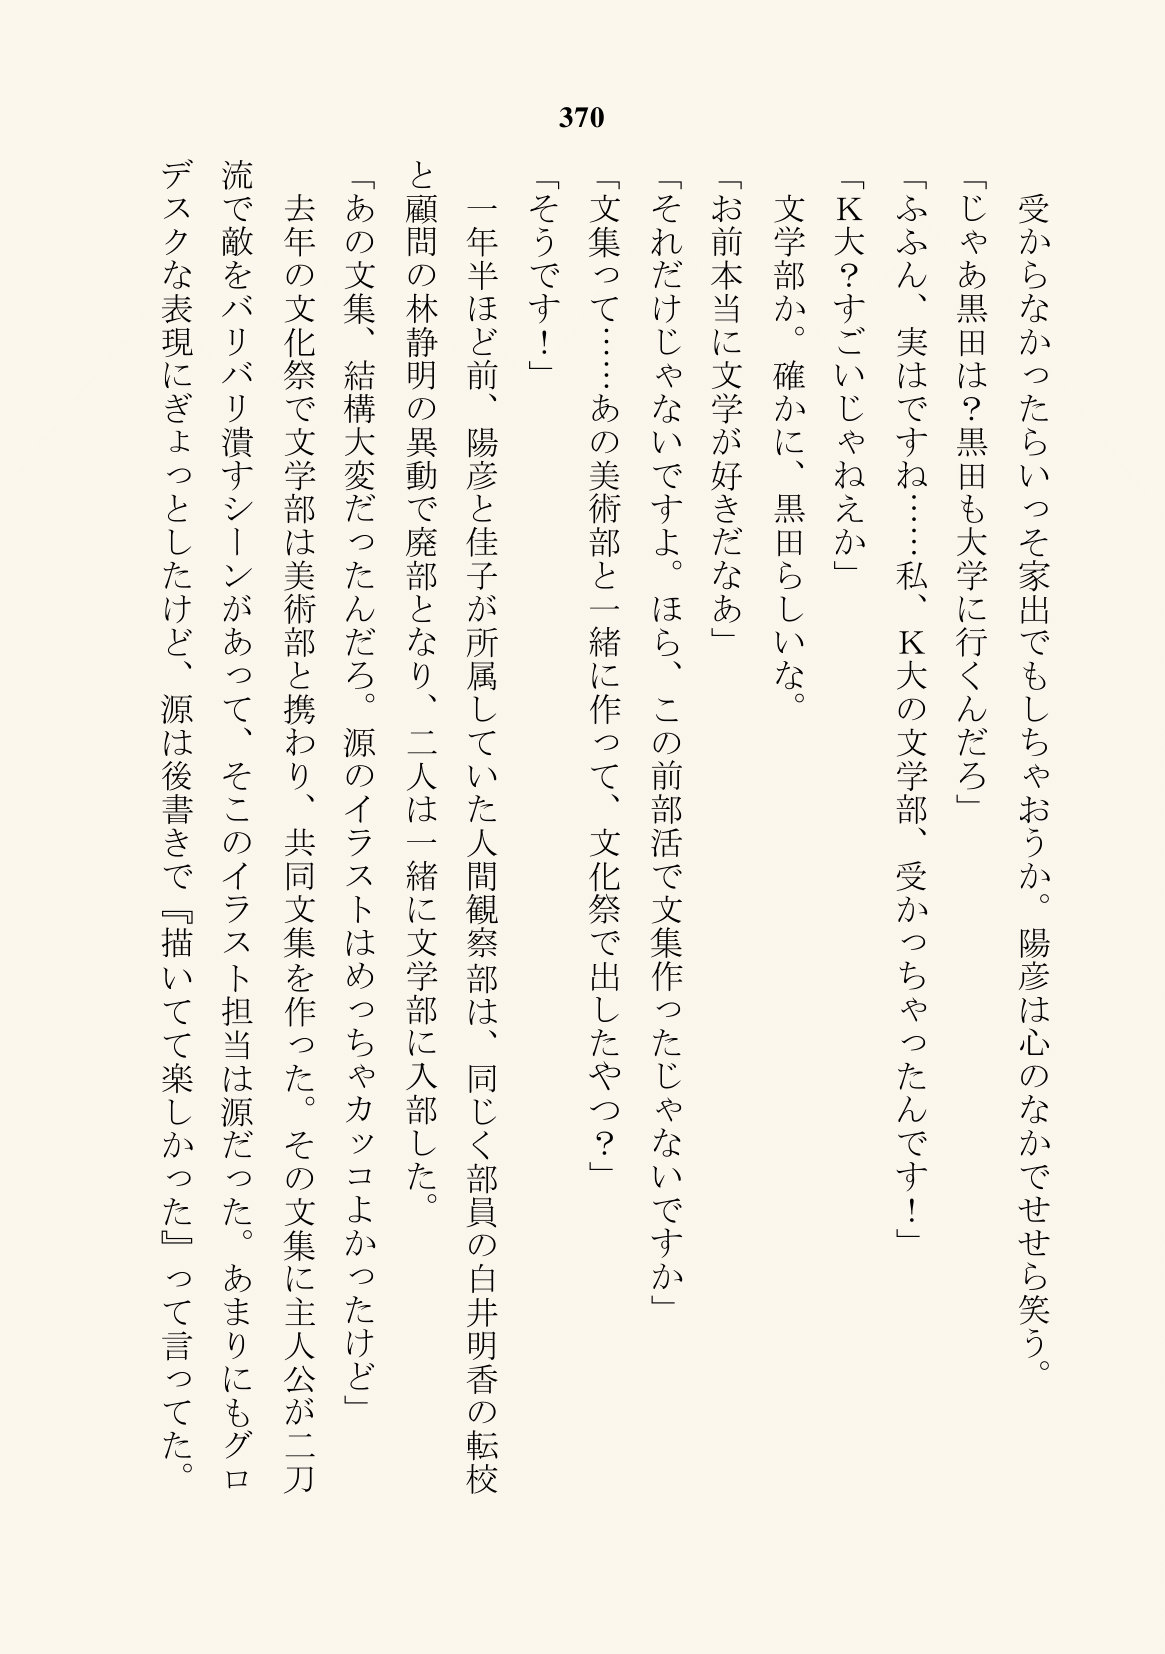 370
　受からなかったらいっそ家出でもしちゃおうか。陽彦は心のなかでせせら笑う。
「じゃあ黒田は？黒田も大学に行くんだろ」
「ふふん、実はですね……私、Ｋ大の文学部、受かっちゃったんです！」
「Ｋ大？すごいじゃねえか」
　文学部か。確かに、黒田らしいな。
「お前本当に文学が好きだなあ」
「それだけじゃないですよ。ほら、この前部活で文集作ったじゃないですか」
「文集って……あの美術部と一緒に作って、文化祭で出したやつ？」
「そうです！」
　一年半ほど前、陽彦と佳子が所属していた人間観察部は、同じく部員の白井明香の転校
と顧問の林静明の異動で廃部となり、二人は一緒に文学部に入部した。
「あの文集、結構大変だったんだろ。源のイラストはめっちゃカッコよかったけど」
　去年の文化祭で文学部は美術部と携わり、共同文集を作った。その文集に主人公が二刀
流で敵をバリバリ潰すシーンがあって、そこのイラスト担当は源だった。あまりにもグロ
デスクな表現にぎょっとしたけど、源は後書きで『描いてて楽しかった』って言ってた。